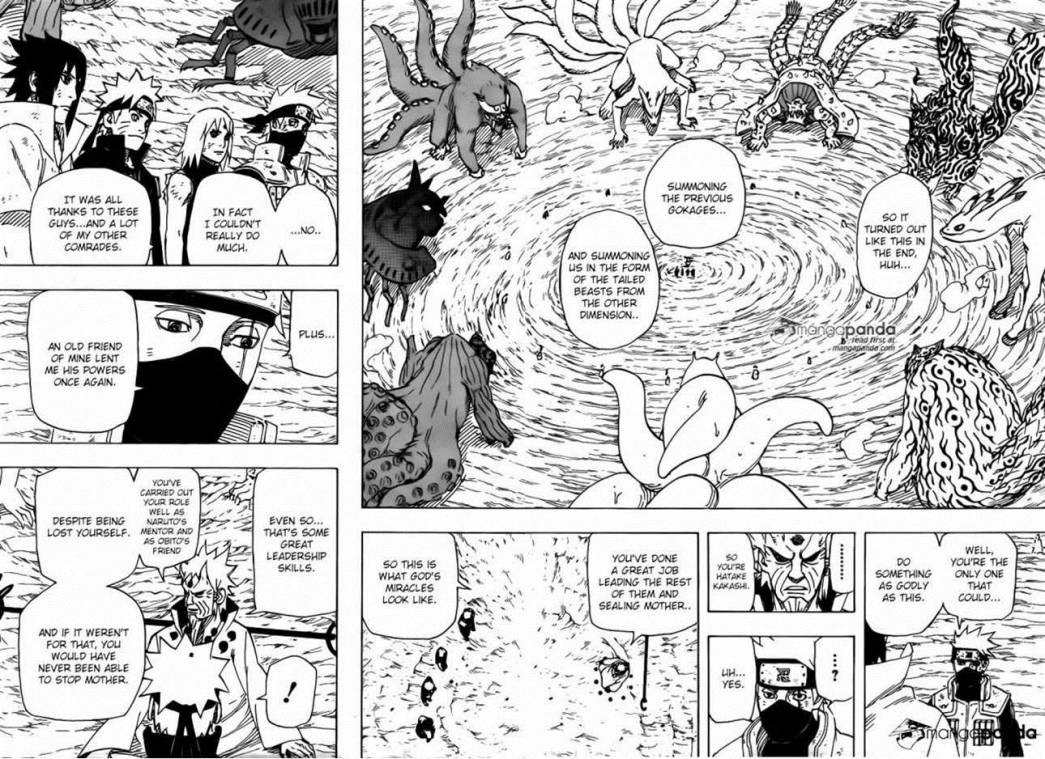 SO IT
TURNED OUT
LIKE THIS IN
THE END,
HUH...
SUMMONING
THE PREVIOUS
GOKAGES...
AND SUMMONING
US IN THE FORM
OF THE TAILED
BEASTS FROM
THE OTHER
DIMENSION..
mangapanda
read first at
mangapanda.com
WELL,
YOU'RE THE
ONLY ONE
THAT
COULD...
DO
SOMETHING
AS GODLY
AS THIS.
mangapanda
.......
SO
YOU'RE
HATAKE
KAKASHI.
....?
UH...
YES.
YOU'VE DONE
A GREAT JOB
LEADING THE REST
OF THEM AND
SEALING MOTHER..
SO THIS IS
WHAT GOD'S
MIRACLES
LOOK LIKE.
...NO..
IN FACT
I COULDN'T
REALLY DO
MUCH.
IT WAS ALL
THANKS TO THESE
GUYS...AND A LOT
OF MY OTHER
COMRADES.
PLUS...
AN OLD FRIEND
OF MINE LENT
ME HIS POWERS
ONCE AGAIN.
EVEN SO...
THAT'S SOME
GREAT
LEADERSHIP
SKILLS.
YOU'VE
CARRIED OUT
YOUR ROLE
WELL AS
NARUTO'S
MENTOR AND
AS OBITO'S
FRIEND
DESPITE BEING
LOST YOURSELF.
AND IF IT WEREN'T
FOR THAT, YOU
WOULD HAVE
NEVER BEEN ABLE
TO STOP MOTHER.
!